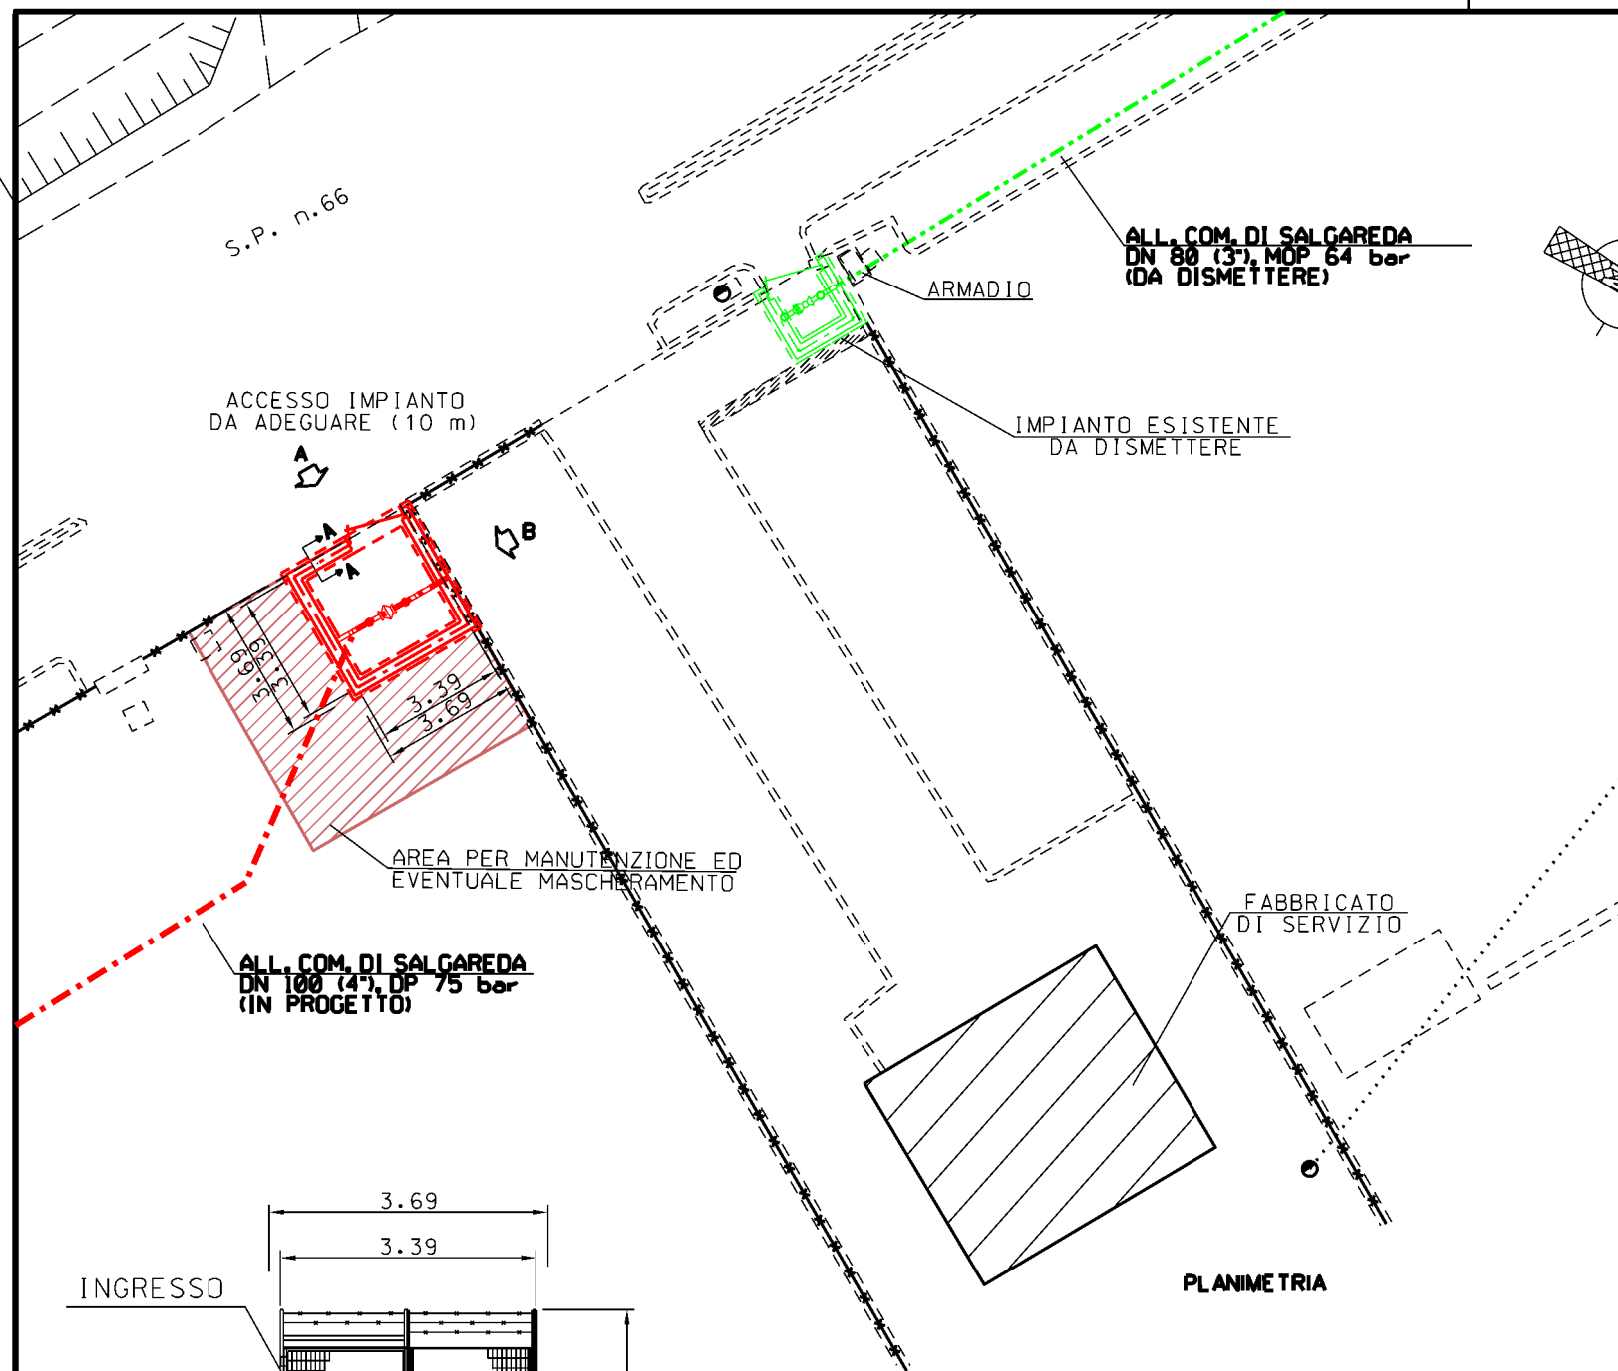 S.P. n.66
ALL. COM. DI SALGAREDA
DN 80 (3"), MOP 64 bar
(DA DISMETTERE)
ARMADIO
ACCESSO IMPIANTO
DA ADEGUARE (10 m)
IMPIANTO ESISTENTE
DA DISMETTERE
A
B
A
A
3.39
3.69
3.39
3.69
AREA PER MANUTENZIONE ED
EVENTUALE MASCHERAMENTO
FABBRICATO
DI SERVIZIO
ALL. COM. DI SALGAREDA
DN 100 (4"), DP 75 bar
(IN PROGETTO)
3.69
3.39
INGRESSO
PLANIMETRIA